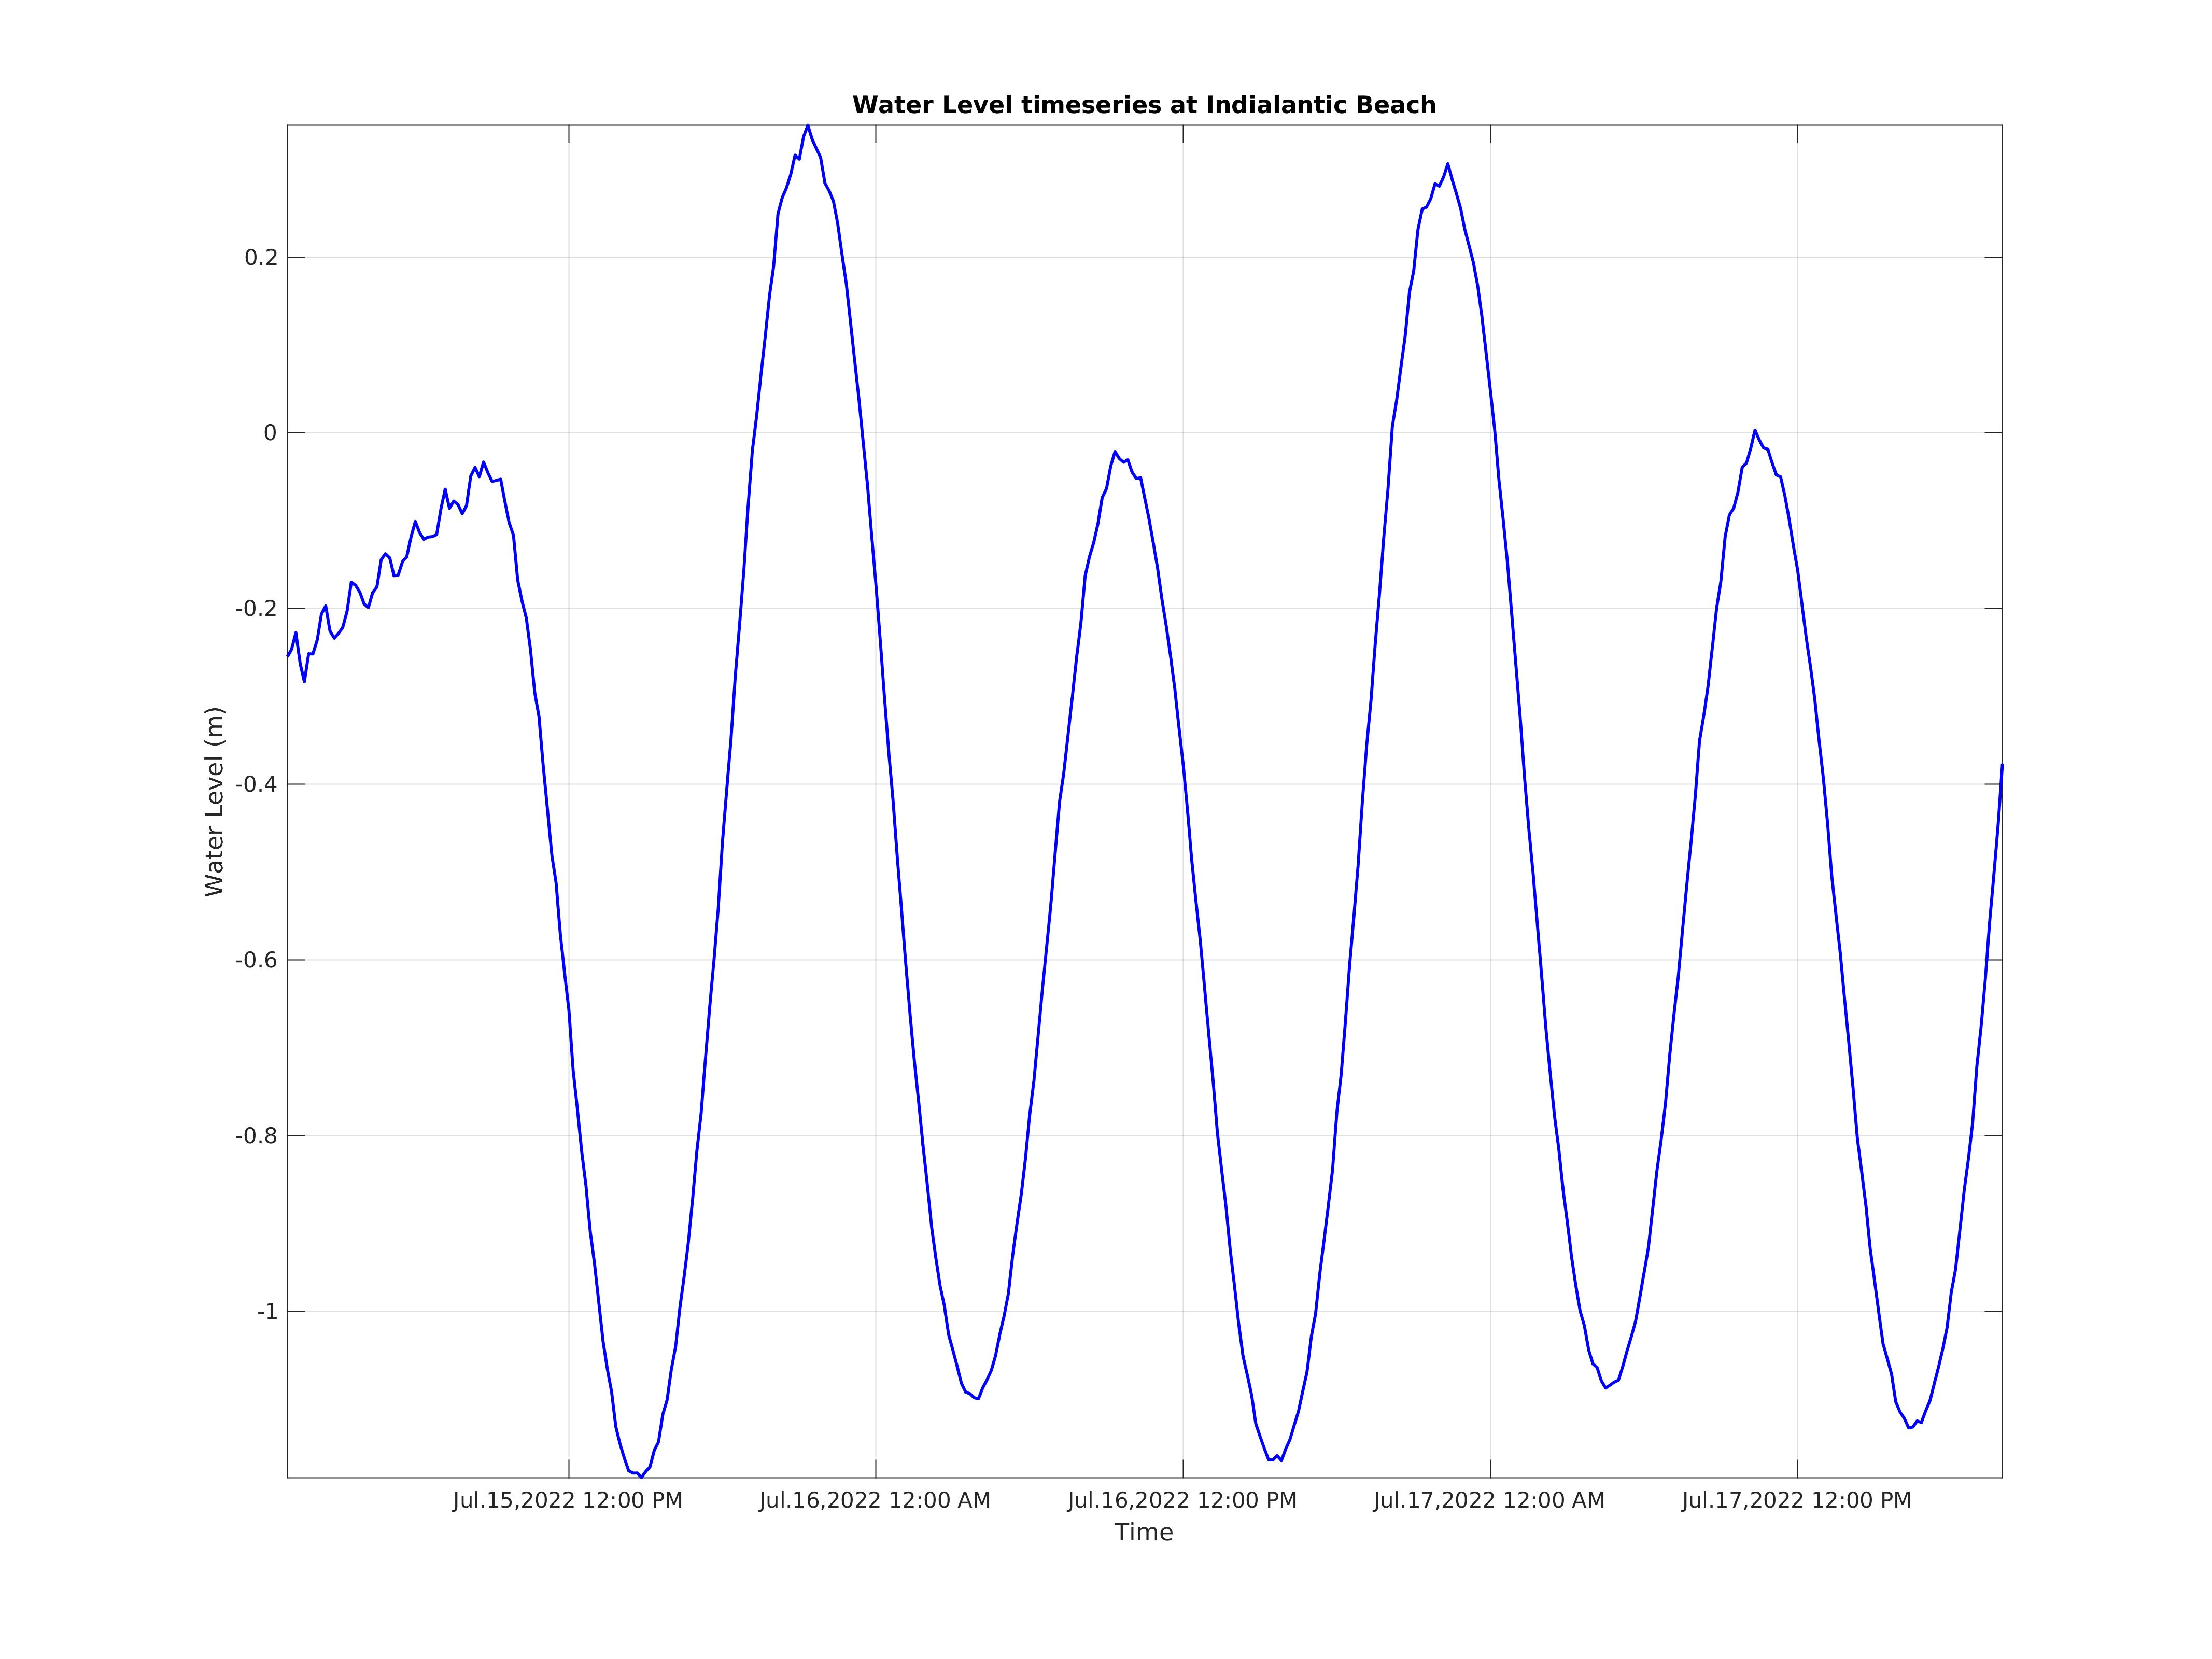 Water Level timeseries at Indialantic Beach
0.2
0
-0.2
-0.4
-0.6
-0.8
-1
Water Level (m)
Jul.15,2022 12:00 PM
Jul.16,2022 12:00 AM
Jul.16,2022 12:00 PM
Jul.17,2022 12:00 AM
Jul.17,2022 12:00 PM
Time